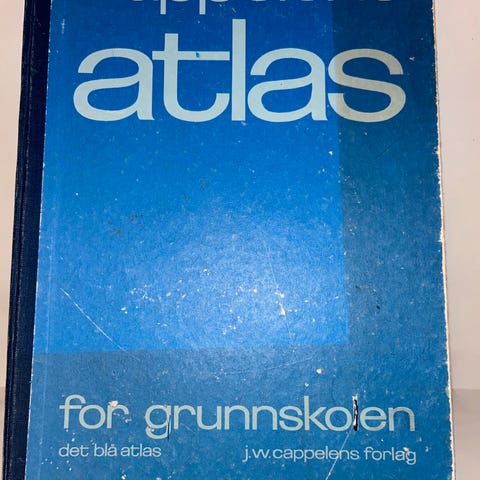 atlas
for grunnskolen
det blå atlas j.w.cappelens forlag